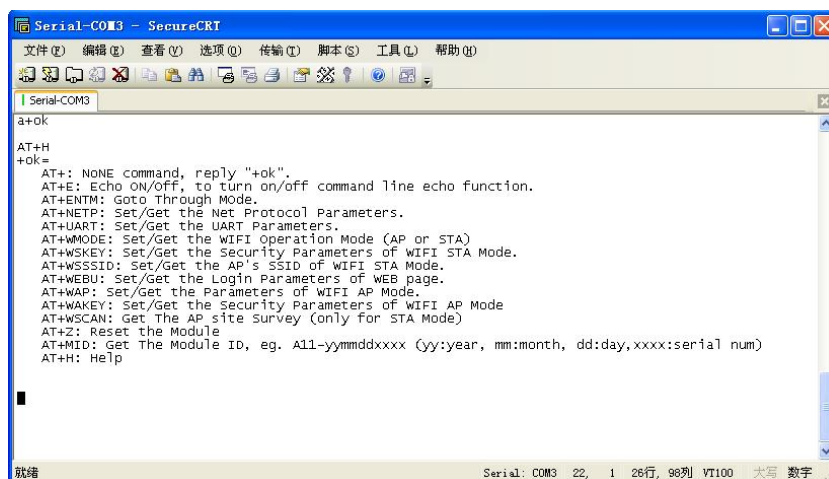 Serial-COM3 - SecureCRT
文件(F) 编辑(E) 查看(V) 选项(O) 传输(T) 脚本(S) 工具(L) 帮助(H)
Serial-COM3
a+ok
AT+H
+ok=
AT+: NONE command, reply "+ok".
AT+E: Echo ON/Off, to turn on/off command line echo function.
AT+ENTM: Goto Through MOde.
AT+NETP: Set/Get the Net Protocol Parameters.
AT+UART: Set/Get the UART Parameters.
AT+WMODE: Set/Get the WIFI Operation Mode (AP or STA)
AT+WSKEY: Set/Get the Security Parameters of WIFI STA Mode.
AT+WSSSID: Set/Get the AP's SSID of WIFI STA Mode.
AT+WEBU: Set/Get the Login Parameters of WEB page.
AT+WAP: Set/Get the Parameters of WIFI AP Mode.
AT+WAKEY: Set/Get the Security Parameters of WIFI AP Mode
AT+WSCAN: Get The AP site Survey (only for STA Mode)
AT+Z: Reset the Module
AT+MID: Get The Module ID, eg. A11-yymmddxxxx (yy:year, mm:month, dd:day,xxxx:serial num)
AT+H: Help
就绪 Serial: COM3 22, 1 26行, 98列 VT100 大写 数字